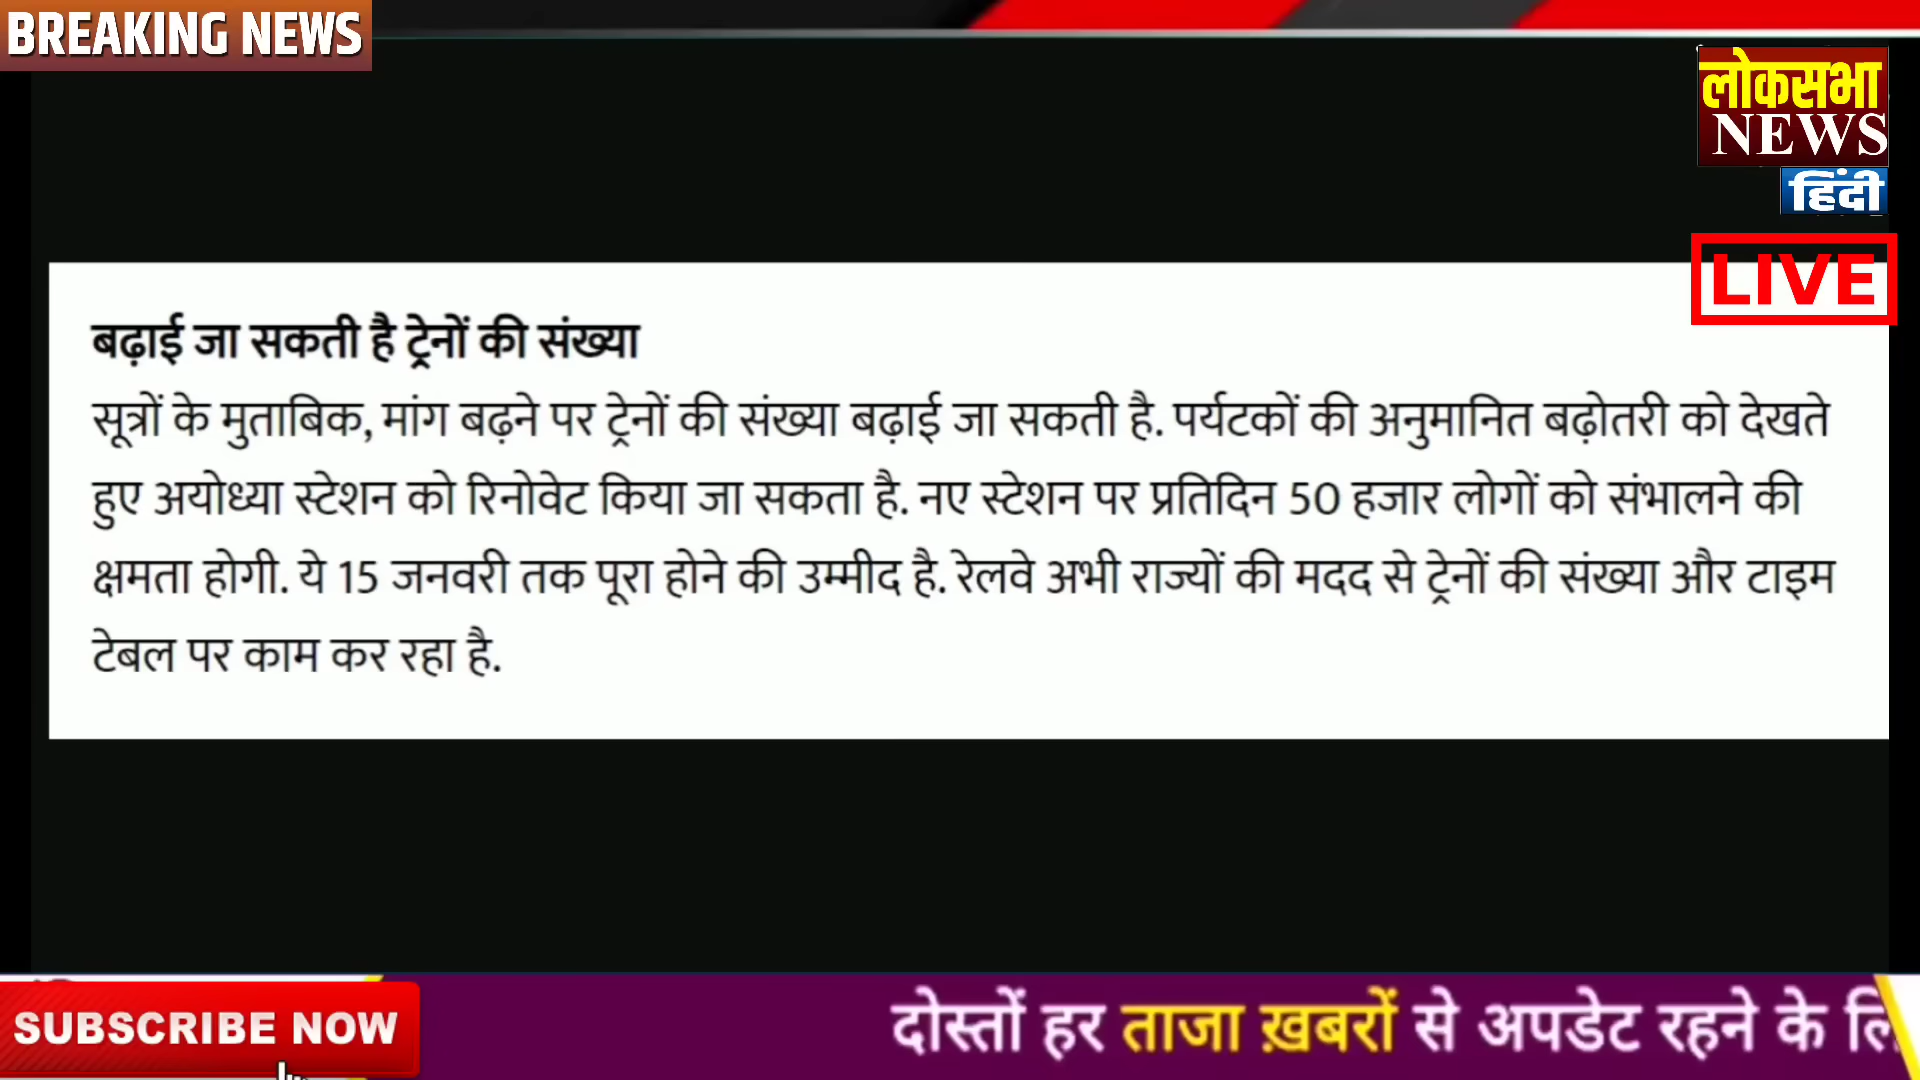 BREAKING NEWS
लोकसभा
NEWS
हिंदी
LIVE
बढ़ाई जा सकती है ट्रेनों की संख्या
सूत्रों के मुताबिक, मांग बढ़ने पर ट्रेनों की संख्या बढ़ाई जा सकती है. पर्यटकों की अनुमानित बढ़ोतरी को देखते
हुए अयोध्या स्टेशन को रिनोवेट किया जा सकता है. नए स्टेशन पर प्रतिदिन 50 हजार लोगों को संभालने की
क्षमता होगी. ये 15 जनवरी तक पूरा होने की उम्मीद है. रेलवे अभी राज्यों की मदद से ट्रेनों की संख्या और टाइम
टेबल पर काम कर रहा है.
SUBSCRIBE NOW
दोस्तों हर ताजा ख़बरों से अपडेट रहने के